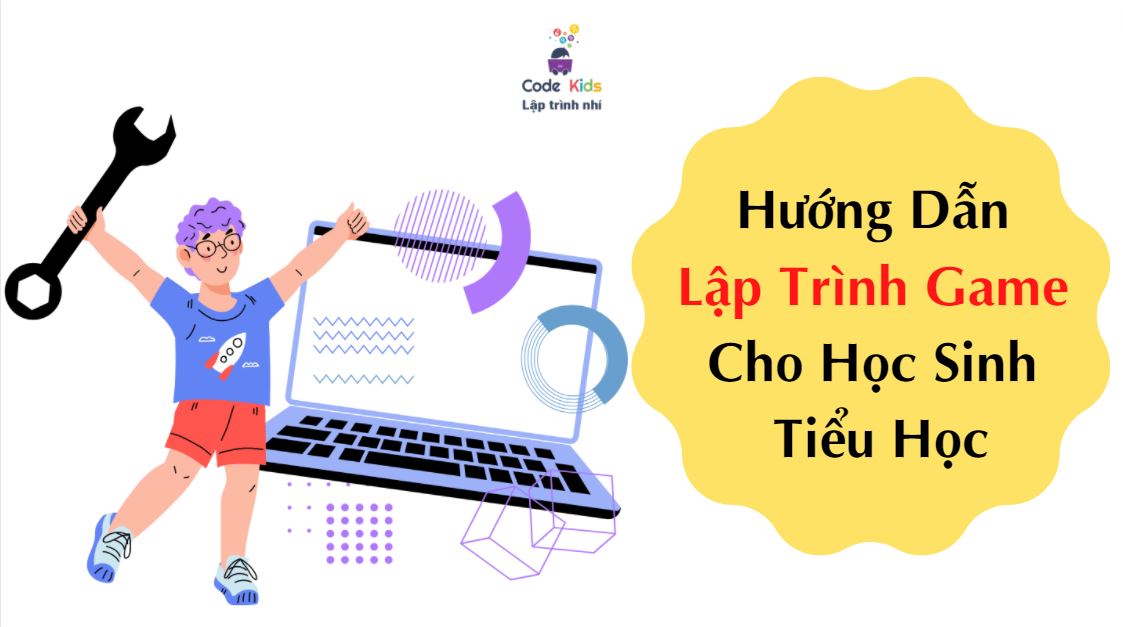 Code Kids
Lập trình nhí
Hướng Dẫn
Lập Trình Game
Cho Học Sinh
Tiểu Học